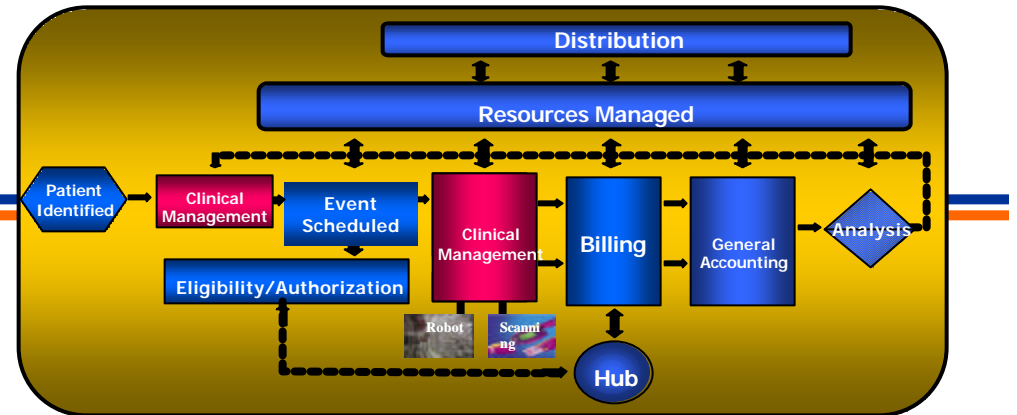 Distribution
Resources Managed
Patient
Identified
Clinical
Management
Event
Scheduled
Clinical
Management
Billing
General
Accounting
Analysis
Eligibility/Authorization
Robot
Scanni
ng
Hub